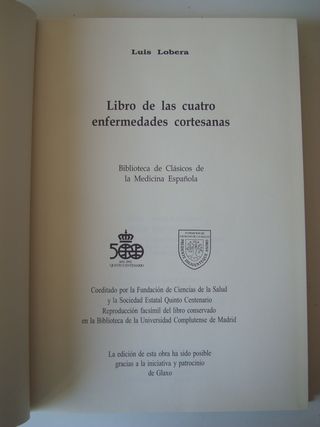 Luis Lobera
Libro de las cuatro
enfermedades cortesanas
Biblioteca de Clásicos de
la Medicina Española
500
QUINTO CENTENARIO
Coeditado por la Fundación de Ciencias de la Salud
y la Sociedad Estatal Quinto Centenario
Reproducción facsímil del libro conservado
en la Biblioteca de la Universidad Complutense de Madrid
La edición de esta obra ha sido posible
gracias a la iniciativa y patrocinio
de Glaxo